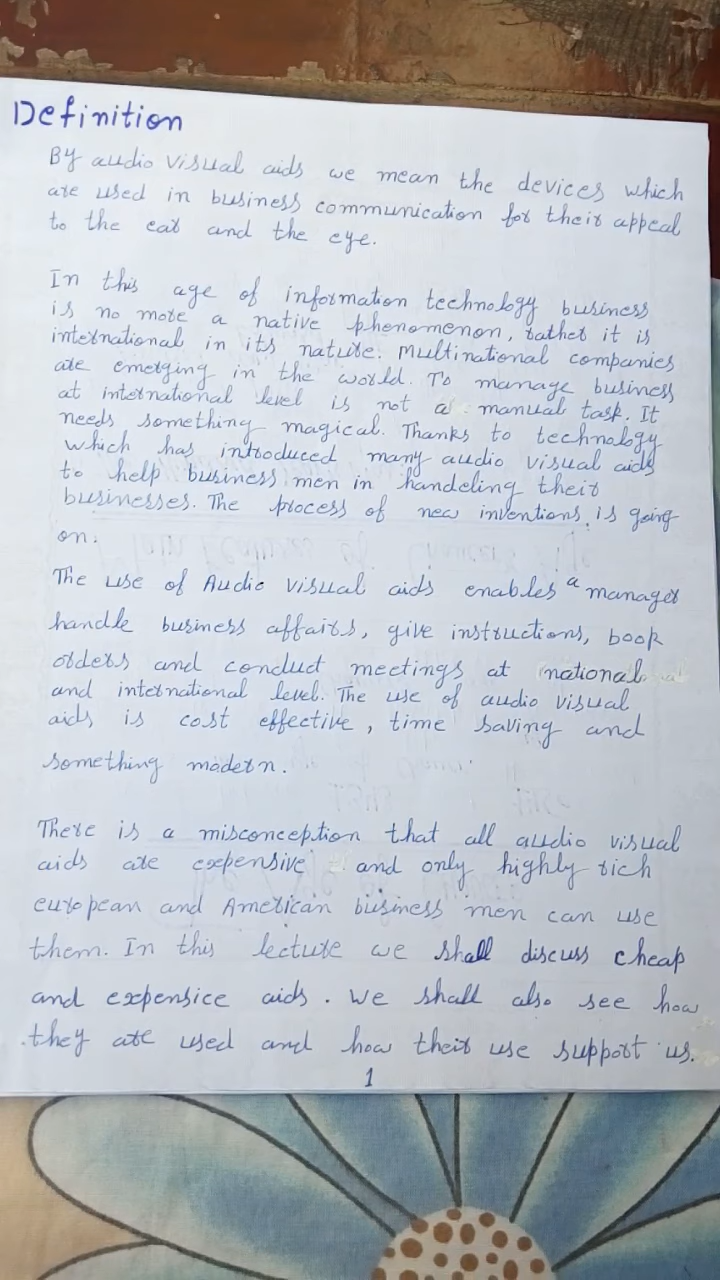 Definition
By audio visual aids we mean the devices which
are used in business communication for their appeal
to the ear and the eye.
In this age of information technology business
is no more a native phenomenon, rather it is
international in its nature. Multinational companies
are emerging in the world. To manage business
at international level is not a manual task. It
needs something magical. Thanks to technology
which has introduced many audio visual aids
to help business men in handeling their
businesses. The process of new inventions is going
on.
The use of Audio visual aids enables a manager
handle business affairs, give instructions, book
orders and conduct meetings at national
and international level. The use of audio visual
aids is cost effective, time saving and
something modern.
There is a misconception that all audio visual
aids are expensive and only highly rich
european and American business men can use
them. In this lecture we shall discuss cheap
and expensice aids. We shall also see how
they are used and how their use support us.
1